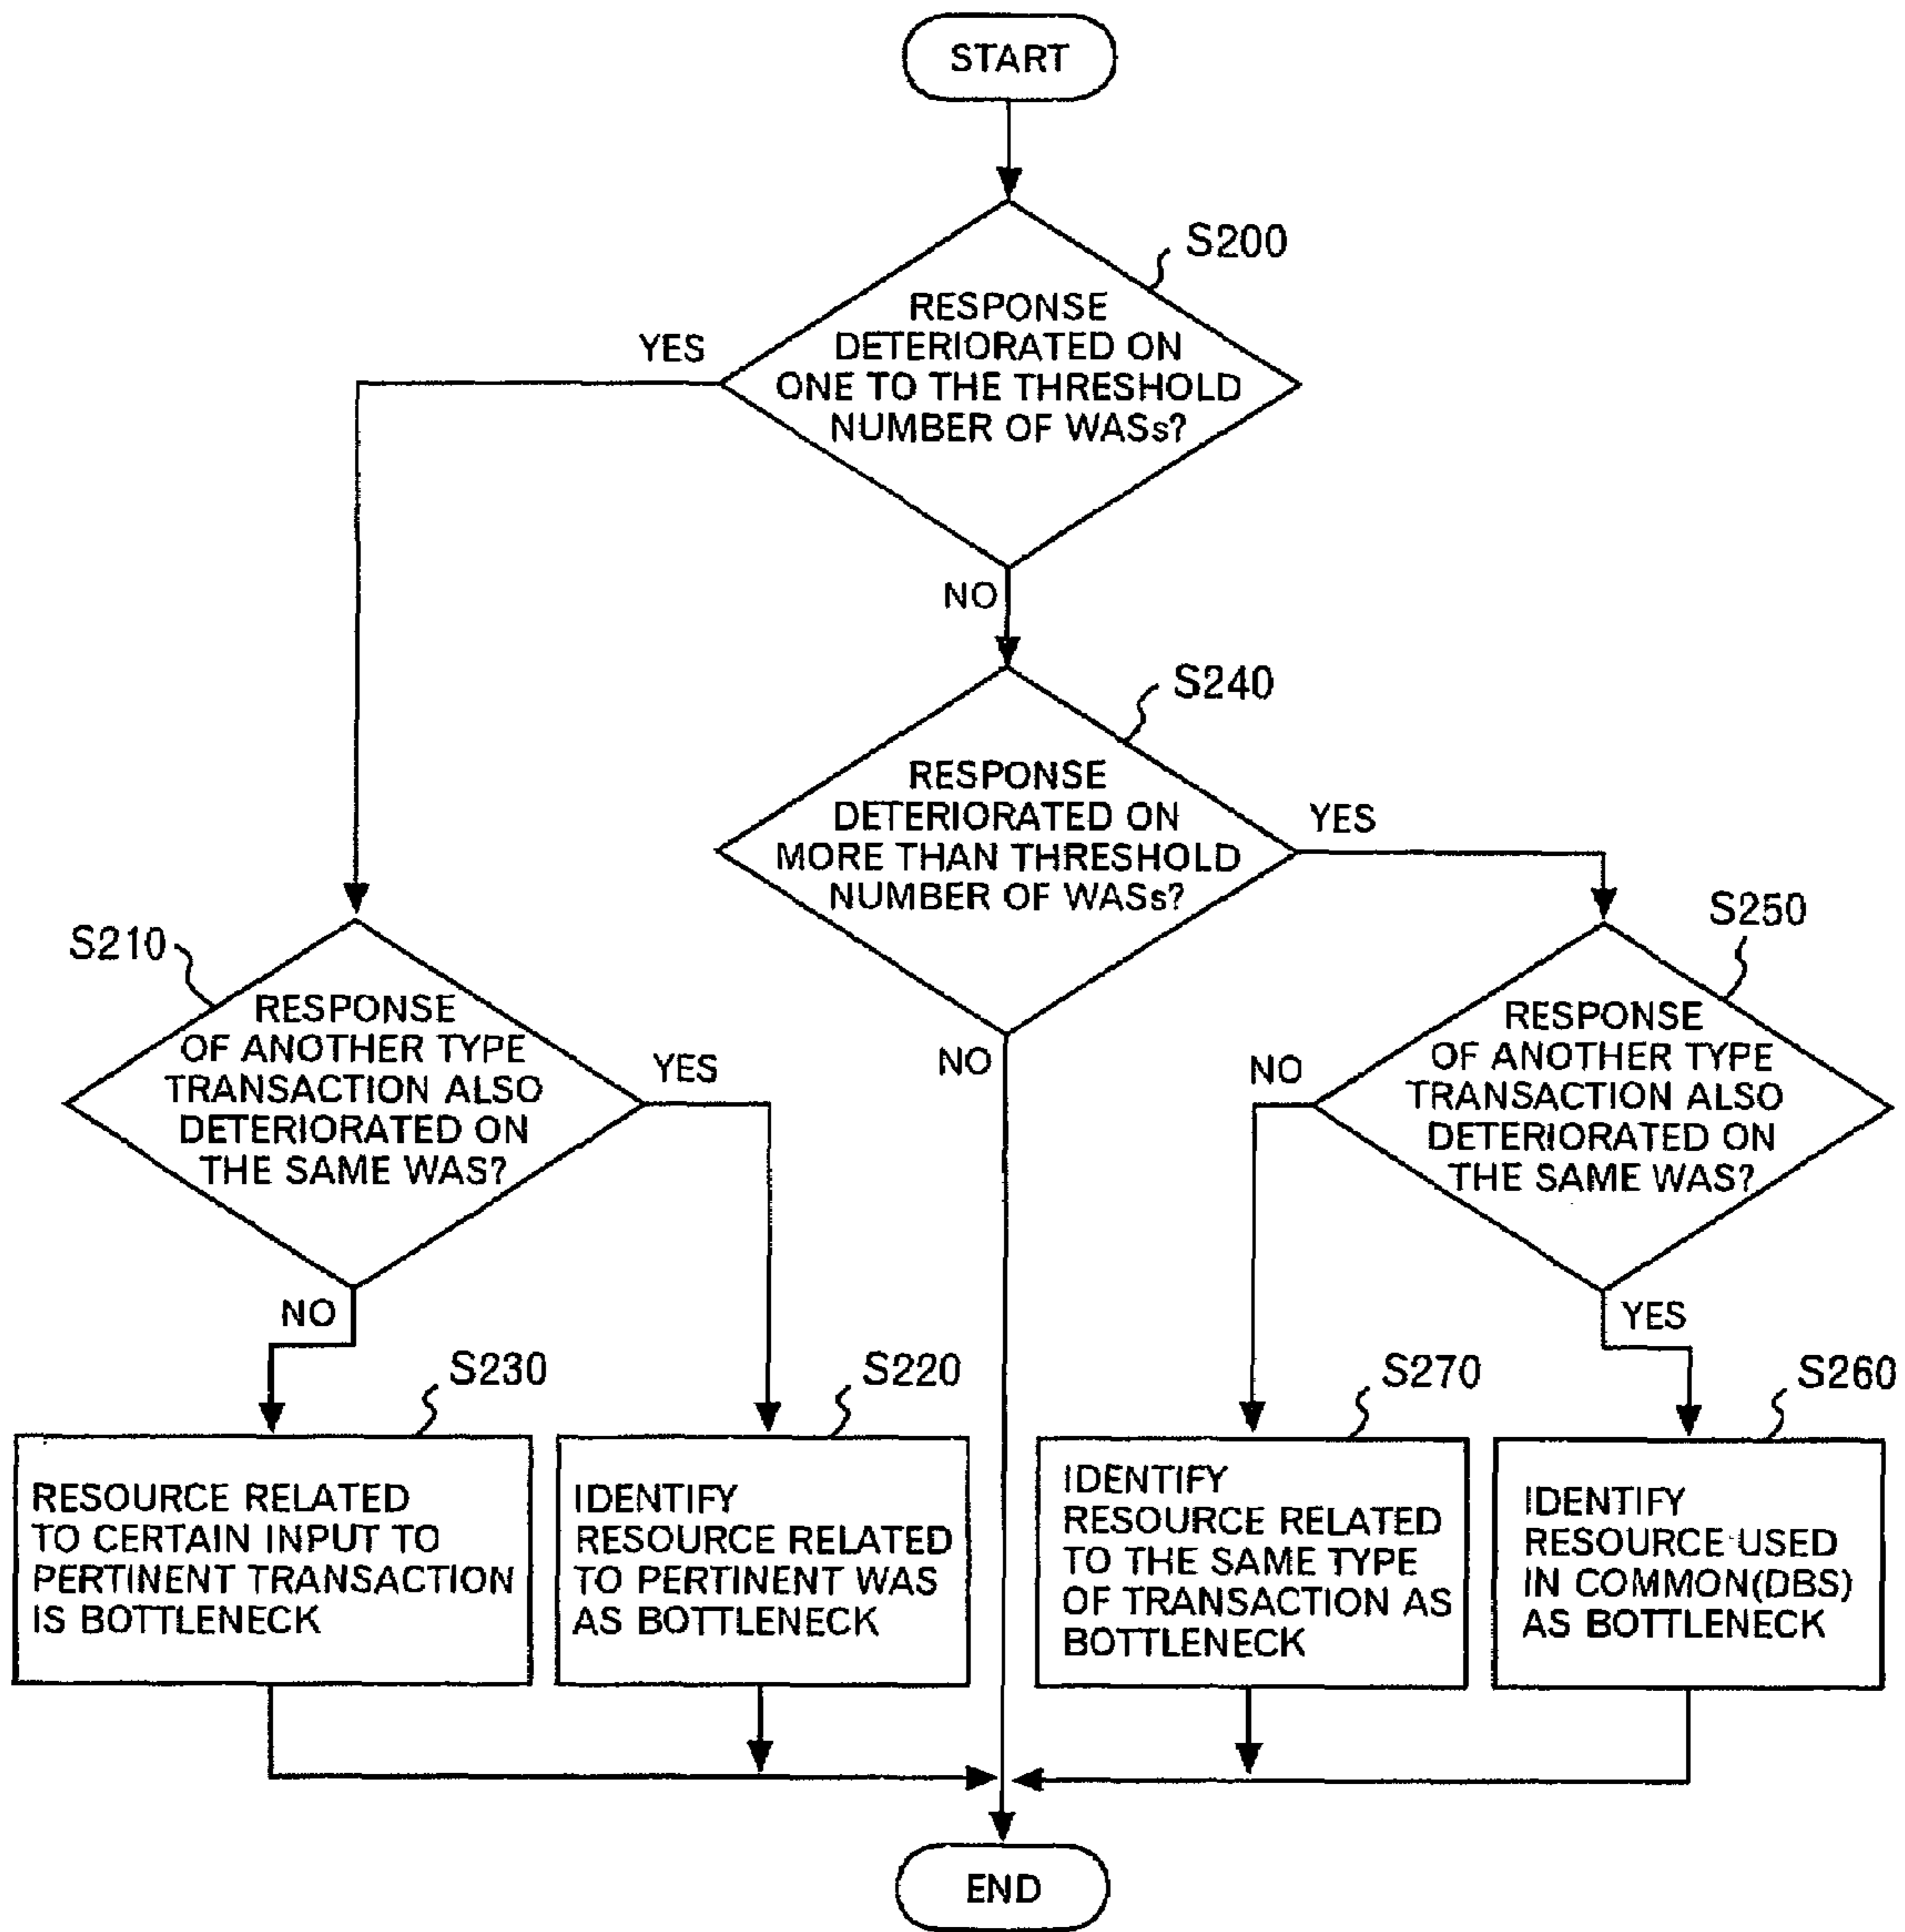 START
S200
RESPONSE
DETERIORATED ON
ONE TO THE THRESHOLD
NUMBER OF WASs?
YES
NO
S240
RESPONSE
DETERIORATED ON
MORE THAN THRESHOLD
NUMBER OF WASs?
YES
NO
S210
RESPONSE
OF ANOTHER TYPE
TRANSACTION ALSO
DETERIORATED ON
THE SAME WAS?
YES
NO
S250
RESPONSE
OF ANOTHER TYPE
TRANSACTION ALSO
DETERIORATED ON
THE SAME WAS?
NO
YES
S230
RESOURCE RELATED
TO CERTAIN INPUT TO
PERTINENT TRANSACTION
IS BOTTLENECK
S220
IDENTIFY
RESOURCE RELATED
TO PERTINENT WAS
AS BOTTLENECK
S270
IDENTIFY
RESOURCE RELATED
TO THE SAME TYPE
OF TRANSACTION AS
BOTTLENECK
S260
IDENTIFY
RESOURCE USED
IN COMMON(DBS)
AS BOTTLENECK
END